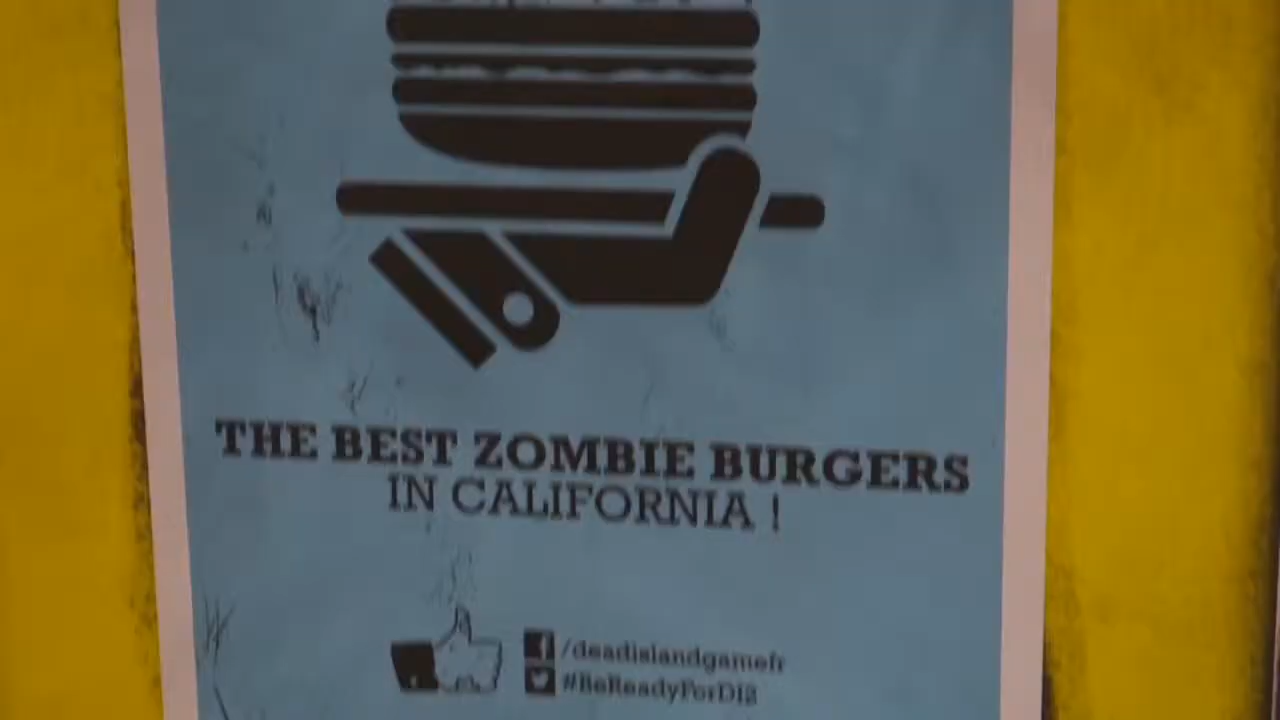 THE BEST ZOMBIE BURGERS
IN CALIFORNIA !
/deadislandgamefr
#BeReadyForDI2